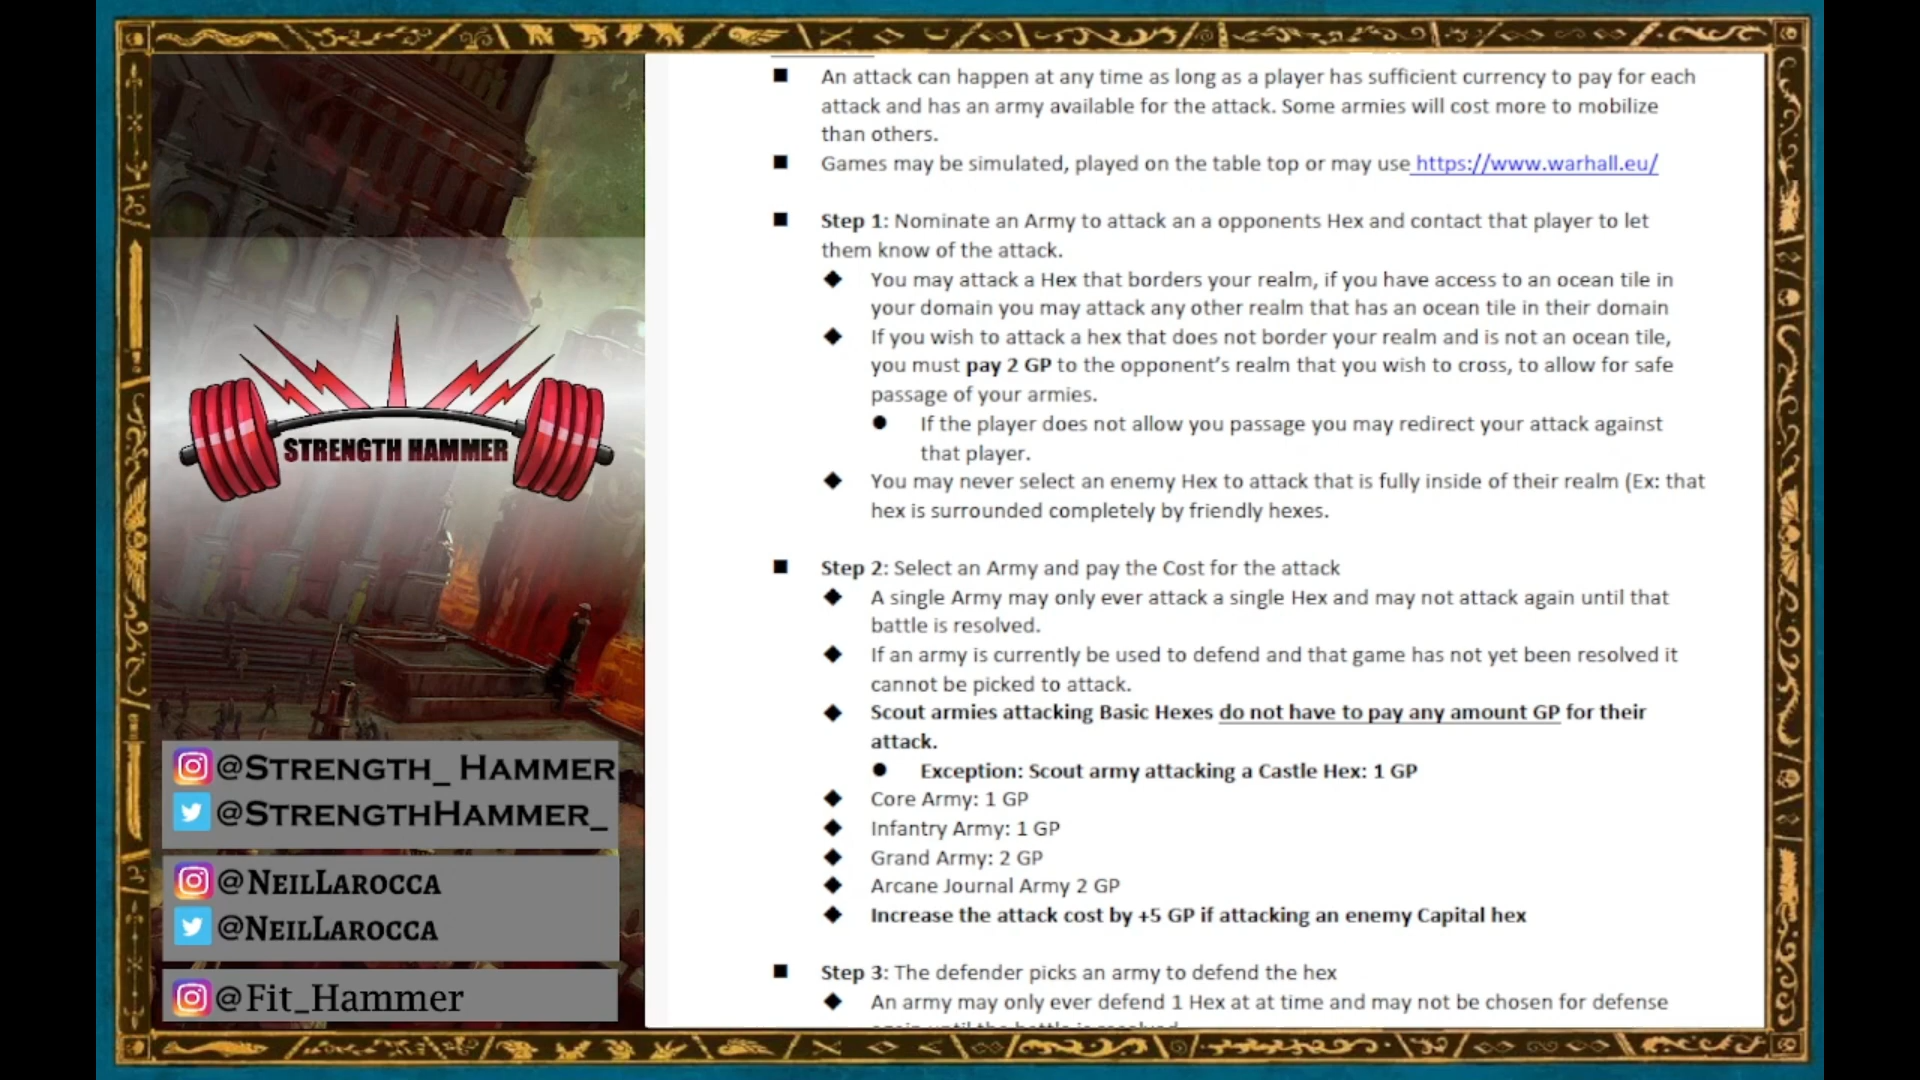 STRENGTH HAMMER
@STRENGTH_HAMMER
@STRENGTHHAMMER_
@NEILLAROCCA
@NEILLAROCCA
@Fit_Hammer
An attack can happen at any time as long as a player has sufficient currency to pay for each
attack and has an army available for the attack. Some armies will cost more to mobilize
than others.
Games may be simulated, played on the table top or may use https://www.warhall.eu/
Step 1: Nominate an Army to attack an a opponents Hex and contact that player to let
them know of the attack.
You may attack a Hex that borders your realm, if you have access to an ocean tile in
your domain you may attack any other realm that has an ocean tile in their domain
If you wish to attack a hex that does not border your realm and is not an ocean tile,
you must pay 2 GP to the opponent's realm that you wish to cross, to allow for safe
passage of your armies.
If the player does not allow you passage you may redirect your attack against
that player.
You may never select an enemy Hex to attack that is fully inside of their realm (Ex: that
hex is surrounded completely by friendly hexes.
Step 2: Select an Army and pay the Cost for the attack
A single Army may only ever attack a single Hex and may not attack again until that
battle is resolved.
If an army is currently be used to defend and that game has not yet been resolved it
cannot be picked to attack.
Scout armies attacking Basic Hexes do not have to pay any amount GP for their
attack.
Exception: Scout army attacking a Castle Hex: 1 GP
Core Army: 1 GP
Infantry Army: 1 GP
Grand Army: 2 GP
Arcane Journal Army 2 GP
Increase the attack cost by +5 GP if attacking an enemy Capital hex
Step 3: The defender picks an army to defend the hex
An army may only ever defend 1 Hex at at time and may not be chosen for defense